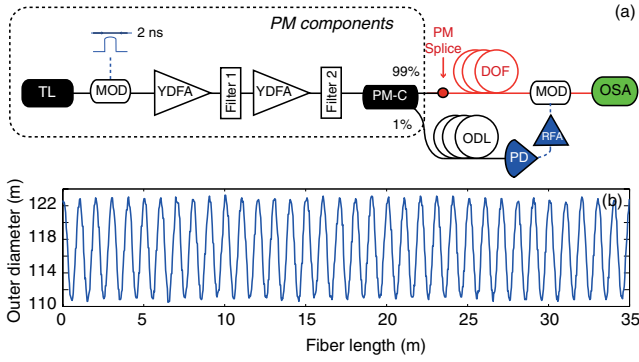 PM components
(a)
2 ns
PM
Splice
99%
TL
MOD
YDFA
Filter 1
YDFA
Filter 2
PM-C
DOF
MOD
OSA
1%
ODL
PD
RFA
(b)
Outer diameter (m)
122
118
114
110
0
5
10
15
20
25
30
35
Fiber length (m)